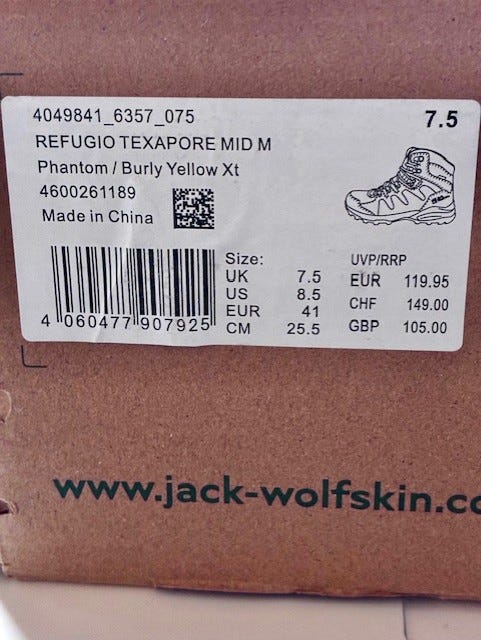 4049841_6357_075
7.5
REFUGIO TEXAPORE MID M
Phantom / Burly Yellow Xt
4600261189
Made in China
Size:
UK 7.5
US 8.5
EUR 41
CM 25.5
UVP/RRP
EUR 119.95
CHF 149.00
GBP 105.00
4 060477 907925
www.jack-wolfskin.co